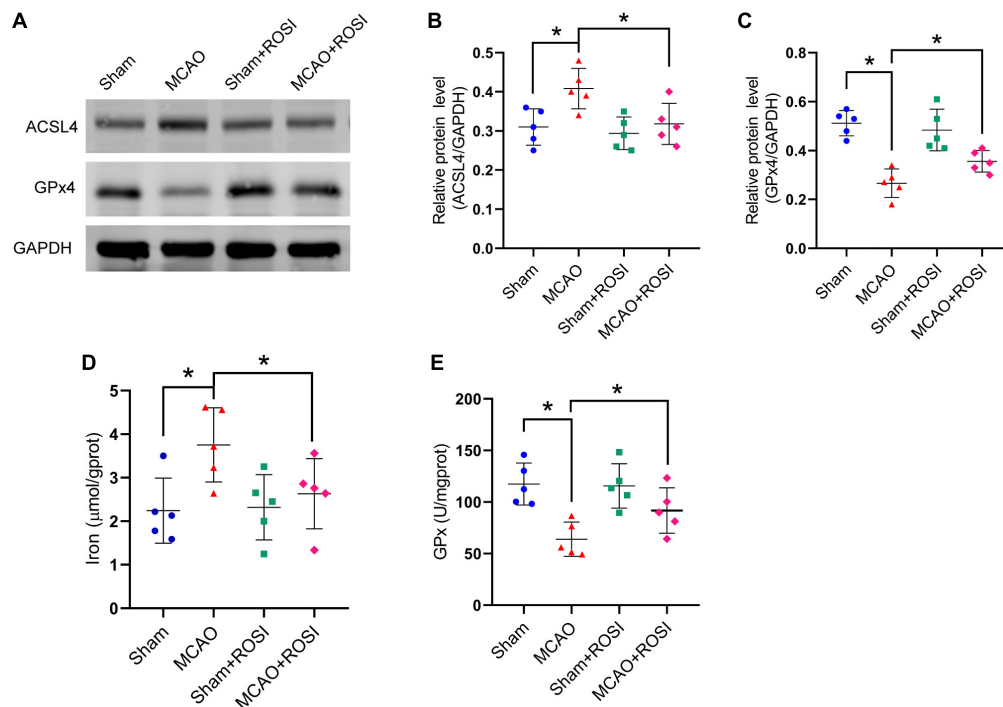 A
Sham
MCAO
Sham+ROSI
MCAO+ROSI
ACSL4
GPx4
GAPDH
B
Relative protein level
(ACSL4/GAPDH)
0.5
0.4
0.3
0.2
0.1
0.0
*
*
Sham
MCAO
Sham+ROSI
MCAO+ROSI
C
Relative protein level
(GPx4/GAPDH)
0.8
0.6
0.4
0.2
0.0
*
*
Sham
MCAO
Sham+ROSI
MCAO+ROSI
D
Iron (μmol/gprot)
5
4
3
2
1
0
*
*
Sham
MCAO
Sham+ROSI
MCAO+ROSI
E
GPx (U/mgprot)
200
150
100
50
0
*
*
Sham
MCAO
Sham+ROSI
MCAO+ROSI